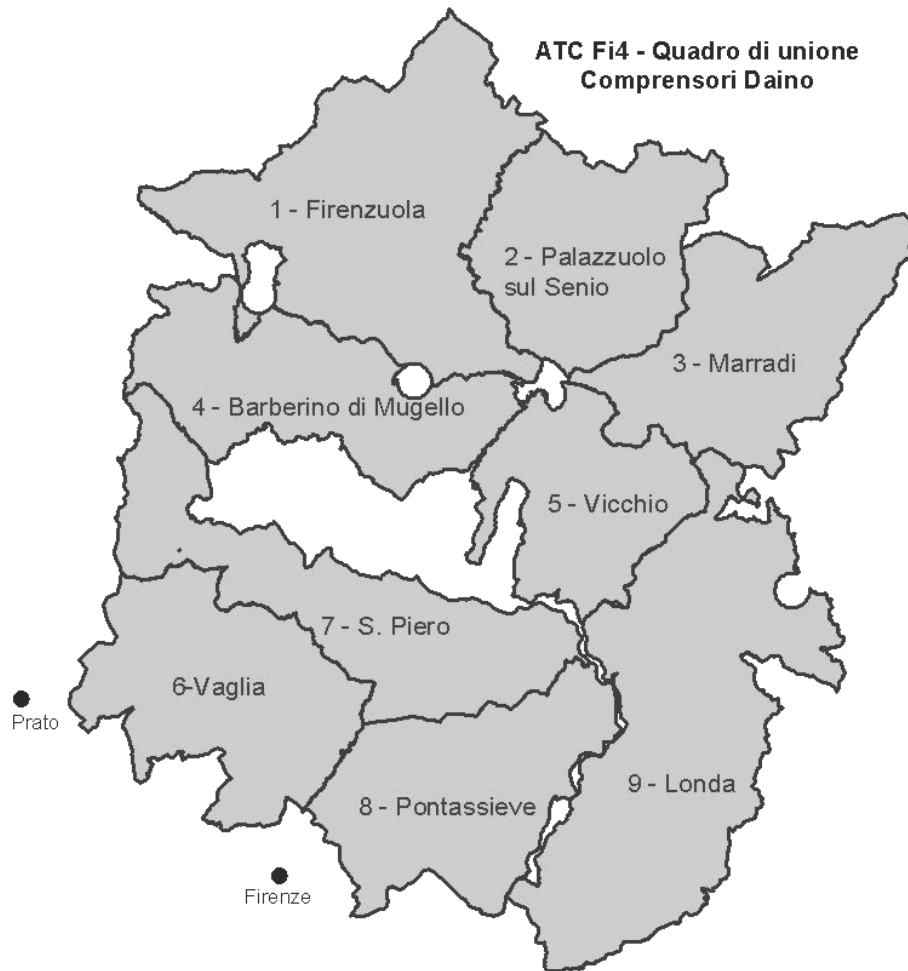 ATC Fi4 - Quadro di unione
Comprensori Daino
1 - Firenzuola
2 - Palazzuolo
sul Senio
3 - Marradi
4 - Barberino di Mugello
5 - Vicchio
7 - S. Piero
6-Vaglia
Prato
9 - Londa
8 - Pontassieve
Firenze